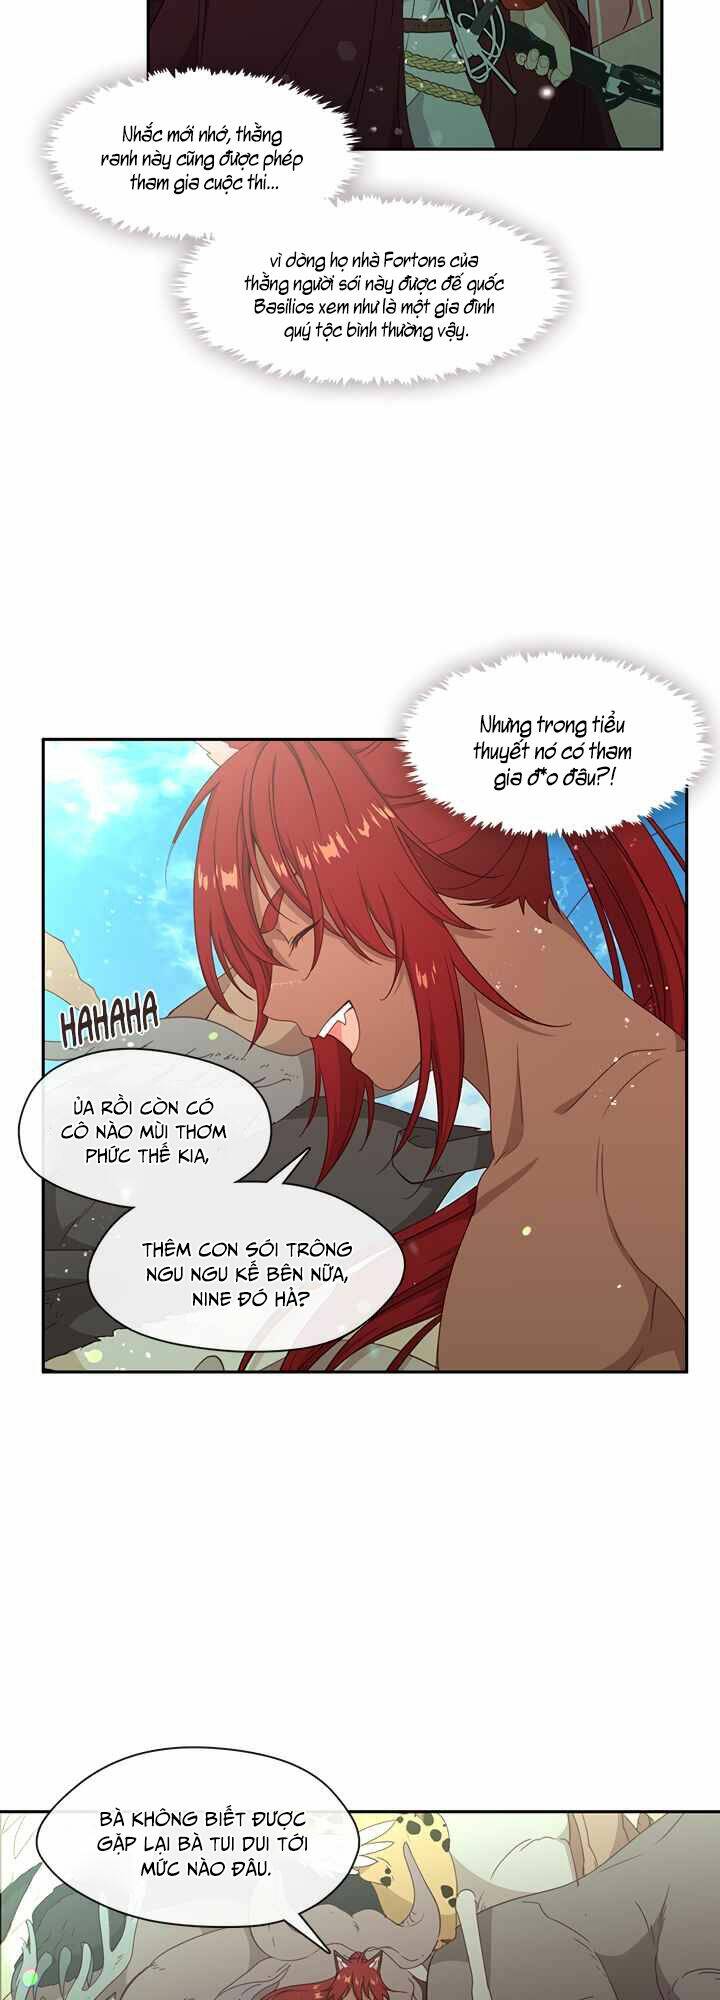 Nhắc mới nhớ, thằng
ranh này cũng được phép
tham gia cuộc thi...
vì dòng họ nhà Fortons của
thằng người sói này được đế quốc
Basilios xem như là một gia đình
quý tộc bình thường vậy.
Nhưng trong tiểu
thuyết nó có tham
gia đ*o đâu?!
HAHAHA
ỦA RỒI CÒN CÓ
CÔ NÀO MÙI THƠM
PHỨC THẾ KIA,
THÊM CON SÓI TRÔNG
NGU NGU KẾ BÊN NỮA,
NINE ĐÓ HẢ?
BÀ KHÔNG BIẾT ĐƯỢC
GẶP LẠI BÀ TUI DUI TỚI
MỨC NÀO ĐÂU.